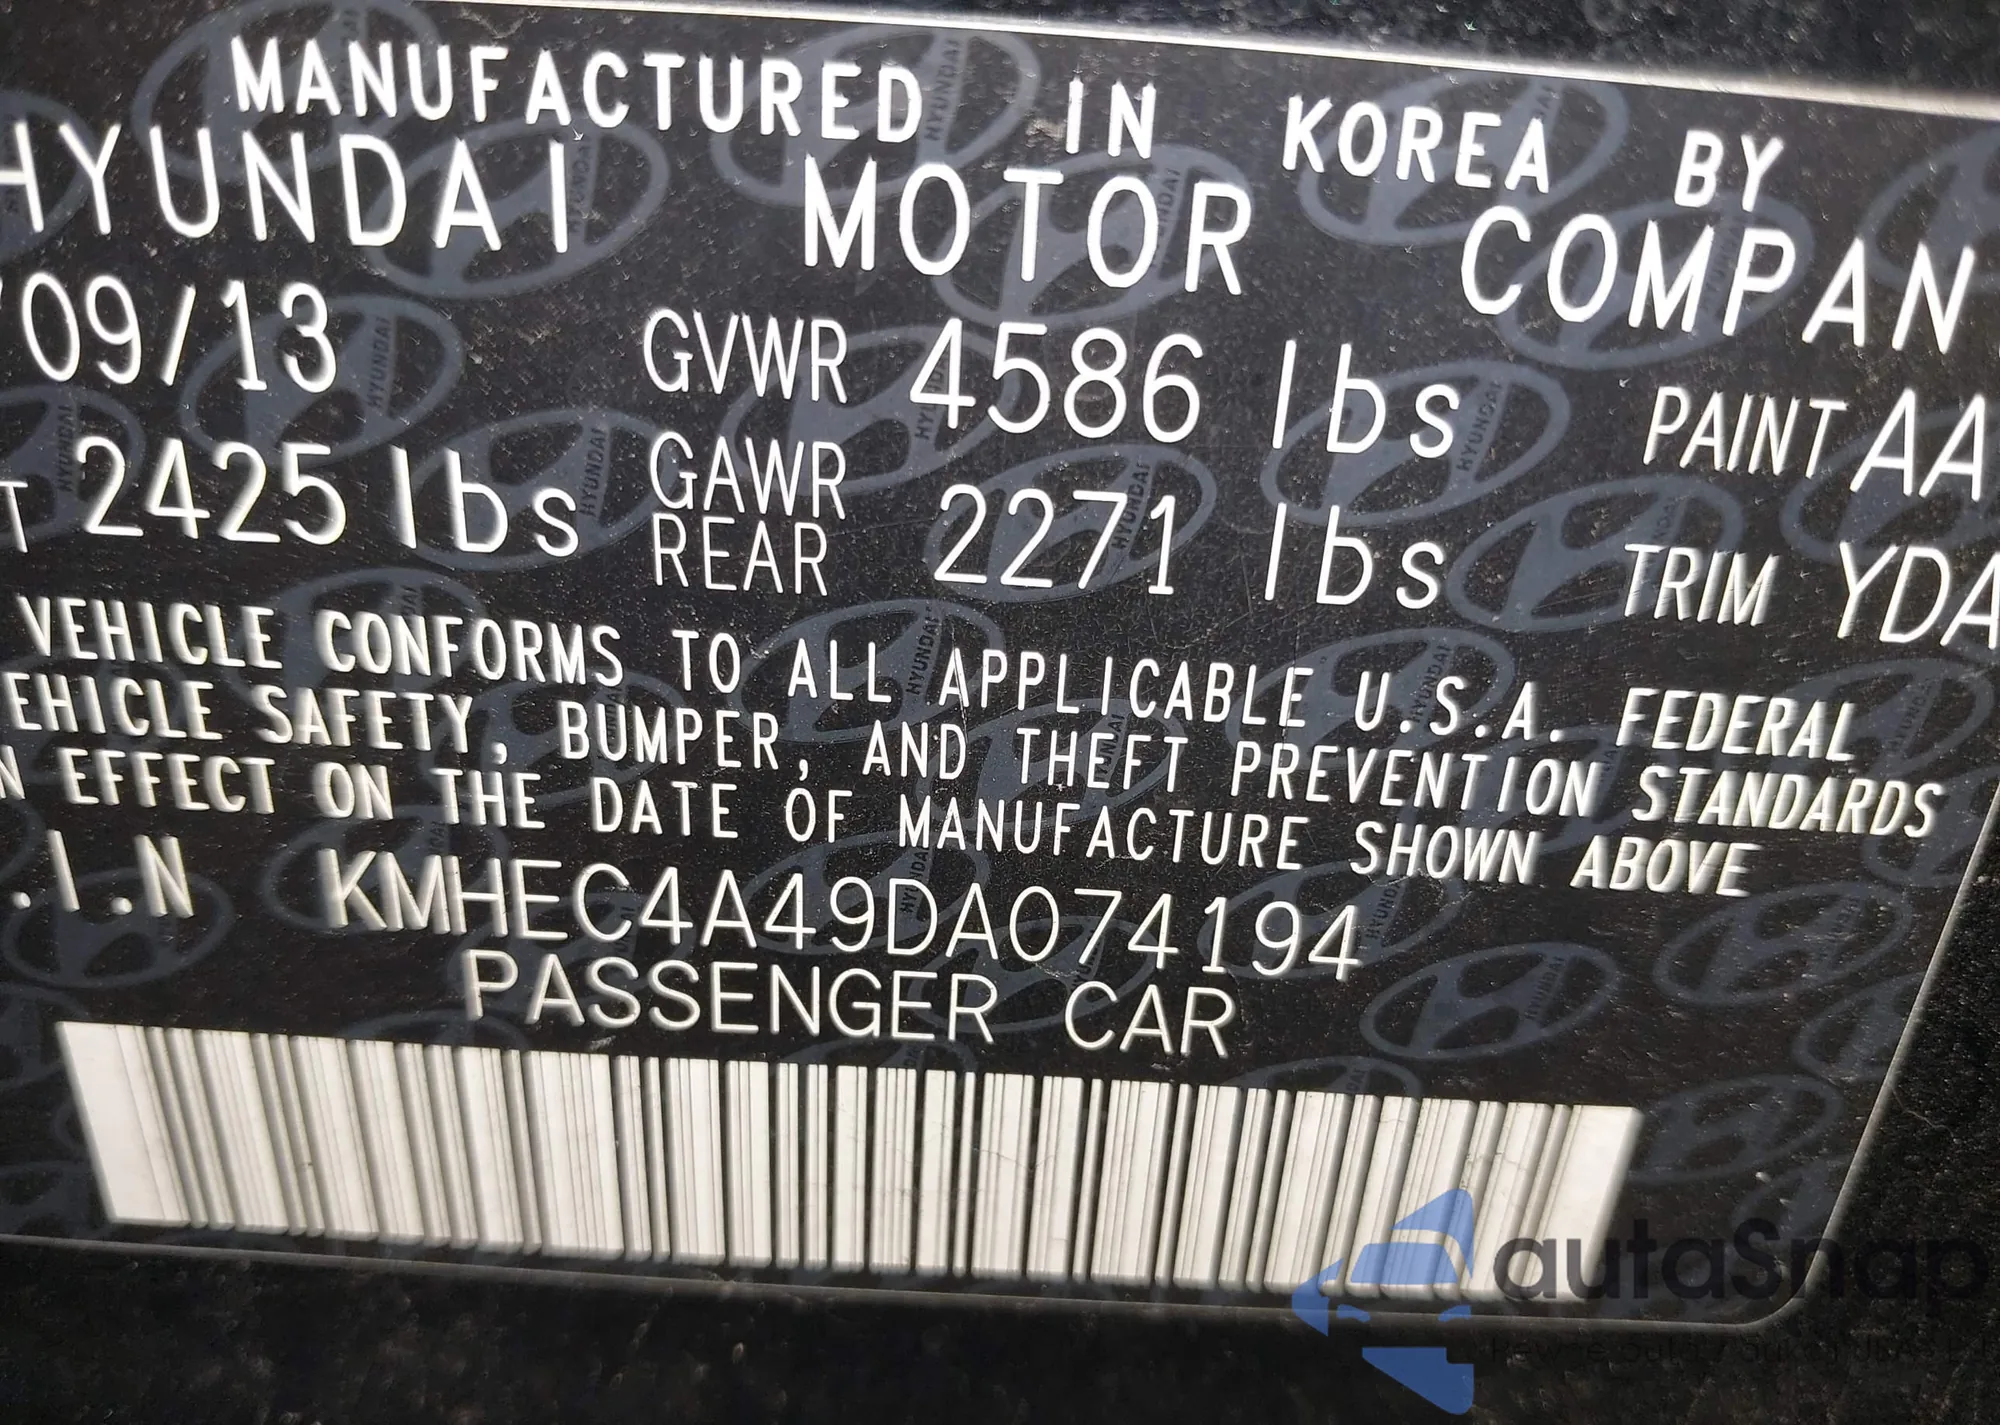 MANUFACTURED IN KOREA BY
HYUNDAI MOTOR COMPAN
09/13 GVWR 4586 lbs PAINT AA
T 2425 lbs GAWR REAR 2271 lbs TRIM YDA
VEHICLE CONFORMS TO ALL APPLICABLE U.S.A. FEDERAL
EHICLE SAFETY, BUMPER, AND THEFT PREVENTION STANDARDS
N EFFECT ON THE DATE OF MANUFACTURE SHOWN ABOVE
.I.N KMHEC4A49DA074194
PASSENGER CAR
autaSnap